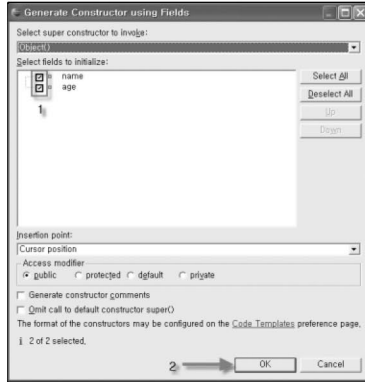 Generate Constructor using Fields
Select super constructor to invoke:
Object()
Select fields to initialize:
name
age
1
Select All
Deselect All
Up
Down
Insertion point:
Cursor position
Access modifier
public protected default private
Generate constructor comments
Omit call to default constructor super()
The format of the constructors may be configured on the Code Templates preference page.
i 2 of 2 selected.
2 OK Cancel